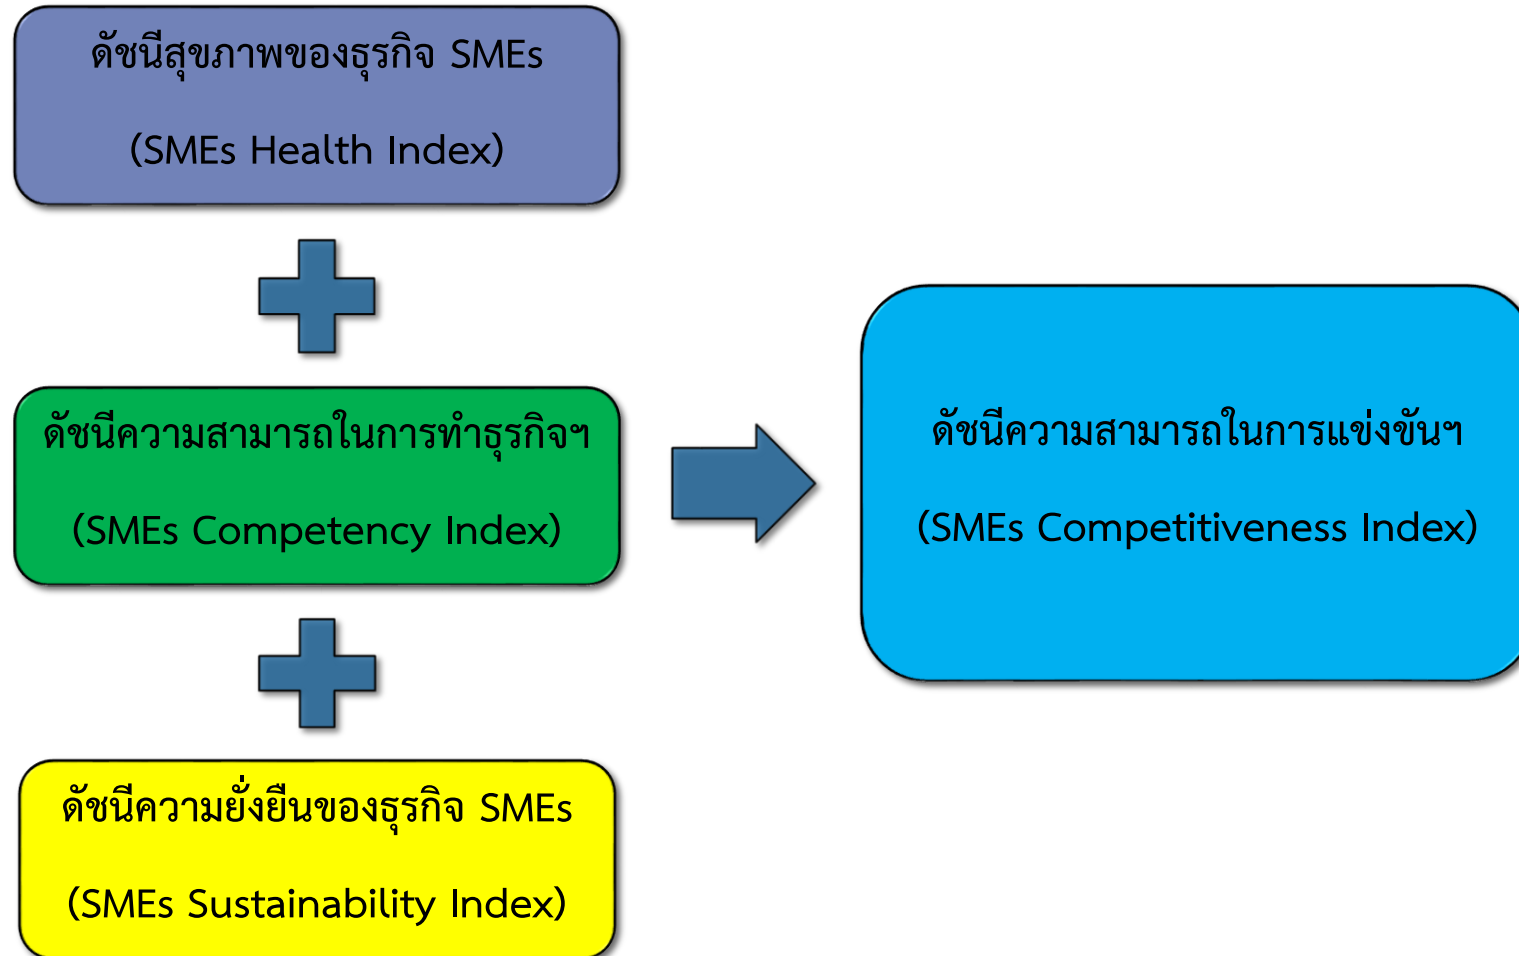 ดัชนีสุขภาพของธุรกิจ SMEs
(SMEs Health Index)
ดัชนีความสามารถในการทำธุรกิจฯ
(SMEs Competency Index)
ดัชนีความยั่งยืนของธุรกิจ SMEs
(SMEs Sustainability Index)
ดัชนีความสามารถในการแข่งขันฯ
(SMEs Competitiveness Index)